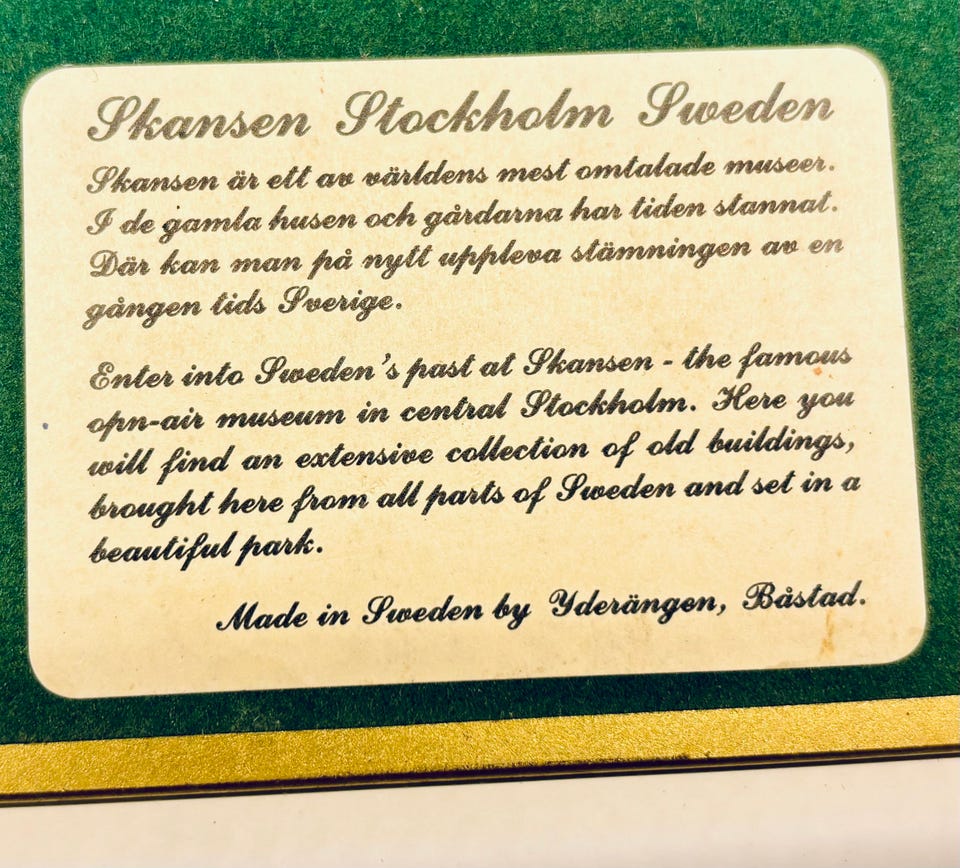 Skansen Stockholm Sweden
Skansen är ett av världens mest omtalade museer.
I de gamla husen och gårdarna har tiden stannat.
Där kan man på nytt uppleva stämningen av en
gången tids Sverige.
Enter into Sweden's past at Skansen - the famous
opn-air museum in central Stockholm. Here you
will find an extensive collection of old buildings,
brought here from all parts of Sweden and set in a
beautiful park.
Made in Sweden by Yderängen, Båstad.